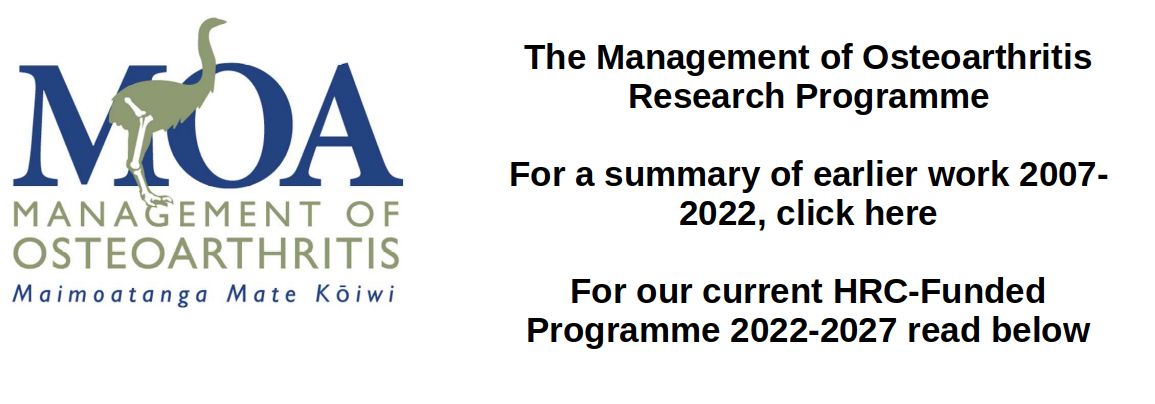 MOA
MANAGEMENT OF
OSTEOARTHRITIS
Maimoatanga Mate Kōiwi
The Management of Osteoarthritis
Research Programme
For a summary of earlier work 2007-
2022, click here
For our current HRC-Funded
Programme 2022-2027 read below